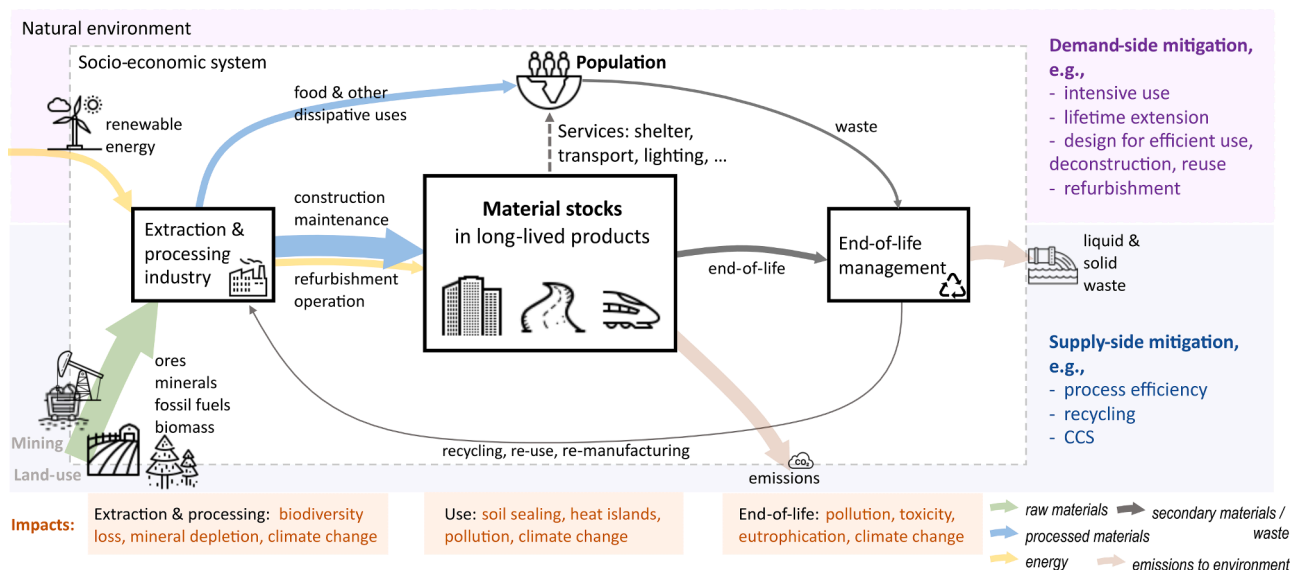 Natural environment
Socio-economic system
Population
food & other
dissipative uses
renewable
energy
Services: shelter,
transport, lighting, ...
waste
Demand-side mitigation,
e.g.,
- intensive use
- lifetime extension
- design for efficient use,
deconstruction, reuse
- refurbishment
Extraction &
processing
industry
construction
maintenance
refurbishment
operation
Material stocks
in long-lived products
end-of-life
End-of-life
management
liquid &
solid
waste
ores
minerals
fossil fuels
biomass
Mining
Land-use
recycling, re-use, re-manufacturing
CO₂
emissions
Supply-side mitigation,
e.g.,
- process efficiency
- recycling
- CCS
Impacts:
Extraction & processing: biodiversity
loss, mineral depletion, climate change
Use: soil sealing, heat islands,
pollution, climate change
End-of-life: pollution, toxicity,
eutrophication, climate change
raw materials
processed materials
energy
secondary materials /
waste
emissions to environment